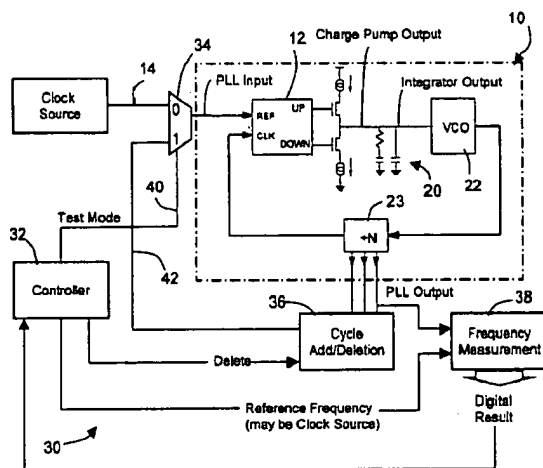 34
10
14
12
Charge Pump Output
PLL Input
Integrator Output
Clock
Source
0
1
REF
CLK
UP
DOWN
VCO
20
22
40
Test Mode
23
÷N
32
42
Controller
36
PLL Output
38
Cycle
Add/Deletion
Frequency
Measurement
Delete
Reference Frequency
(may be Clock Source)
Digital
Result
30